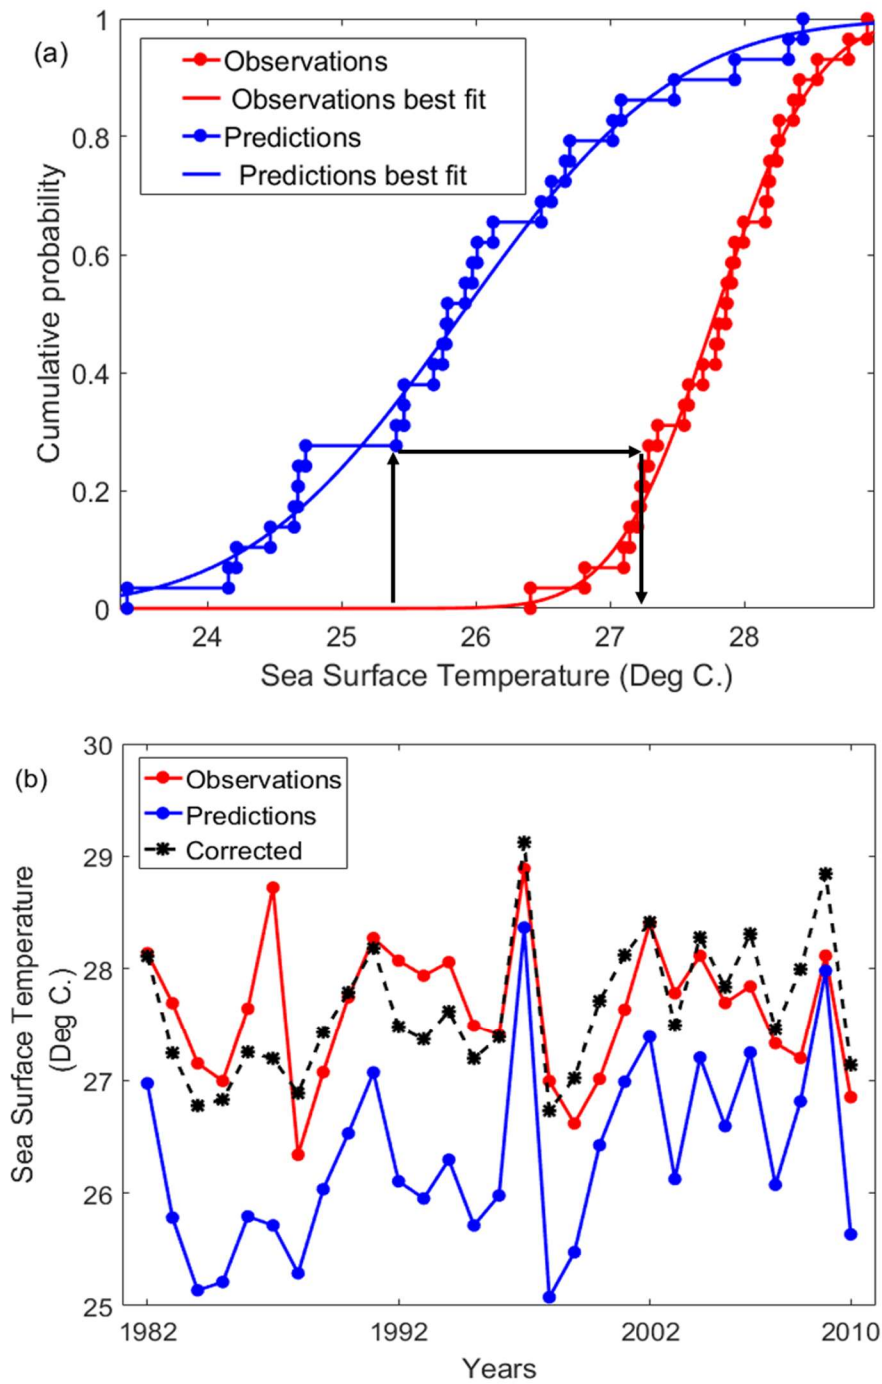 (a)
Observations
Observations best fit
Predictions
Predictions best fit
1
0.8
0.6
0.4
0.2
0
Cumulative probability
24 25 26 27 28
Sea Surface Temperature (Deg C.)
(b)
Observations
Predictions
Corrected
30
29
28
27
26
25
Sea Surface Temperature
(Deg C.)
1982 1992 2002 2010
Years